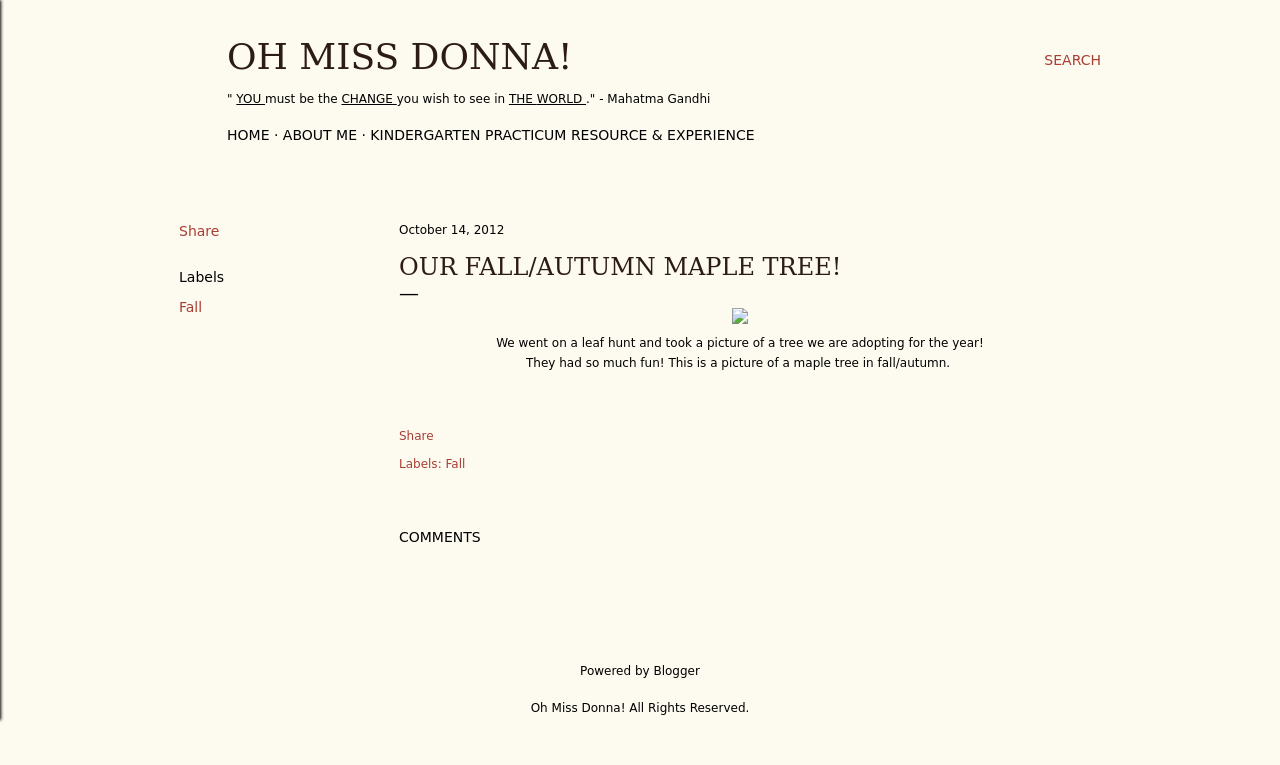 OH MISS DONNA!
SEARCH
" YOU must be the CHANGE you wish to see in THE WORLD ." - Mahatma Gandhi
HOME · ABOUT ME · KINDERGARTEN PRACTICUM RESOURCE & EXPERIENCE
Share
Labels
Fall
October 14, 2012
OUR FALL/AUTUMN MAPLE TREE!
We went on a leaf hunt and took a picture of a tree we are adopting for the year!
They had so much fun! This is a picture of a maple tree in fall/autumn.
Share
Labels: Fall
COMMENTS
Powered by Blogger
Oh Miss Donna! All Rights Reserved.